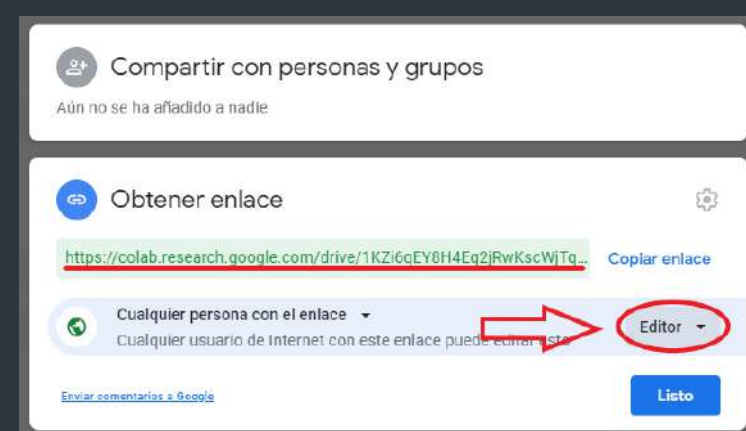 Compartir con personas y grupos
Aún no se ha añadido a nadie
Obtener enlace
https://colab.research.google.com/drive/1KZi6qEY8H4Eq2jRwKscWjTq...
Copiar enlace
Cualquier persona con el enlace
Editor
Cualquier usuario de Internet con este enlace puede editar esto
Enviar comentarios a Google
Listo